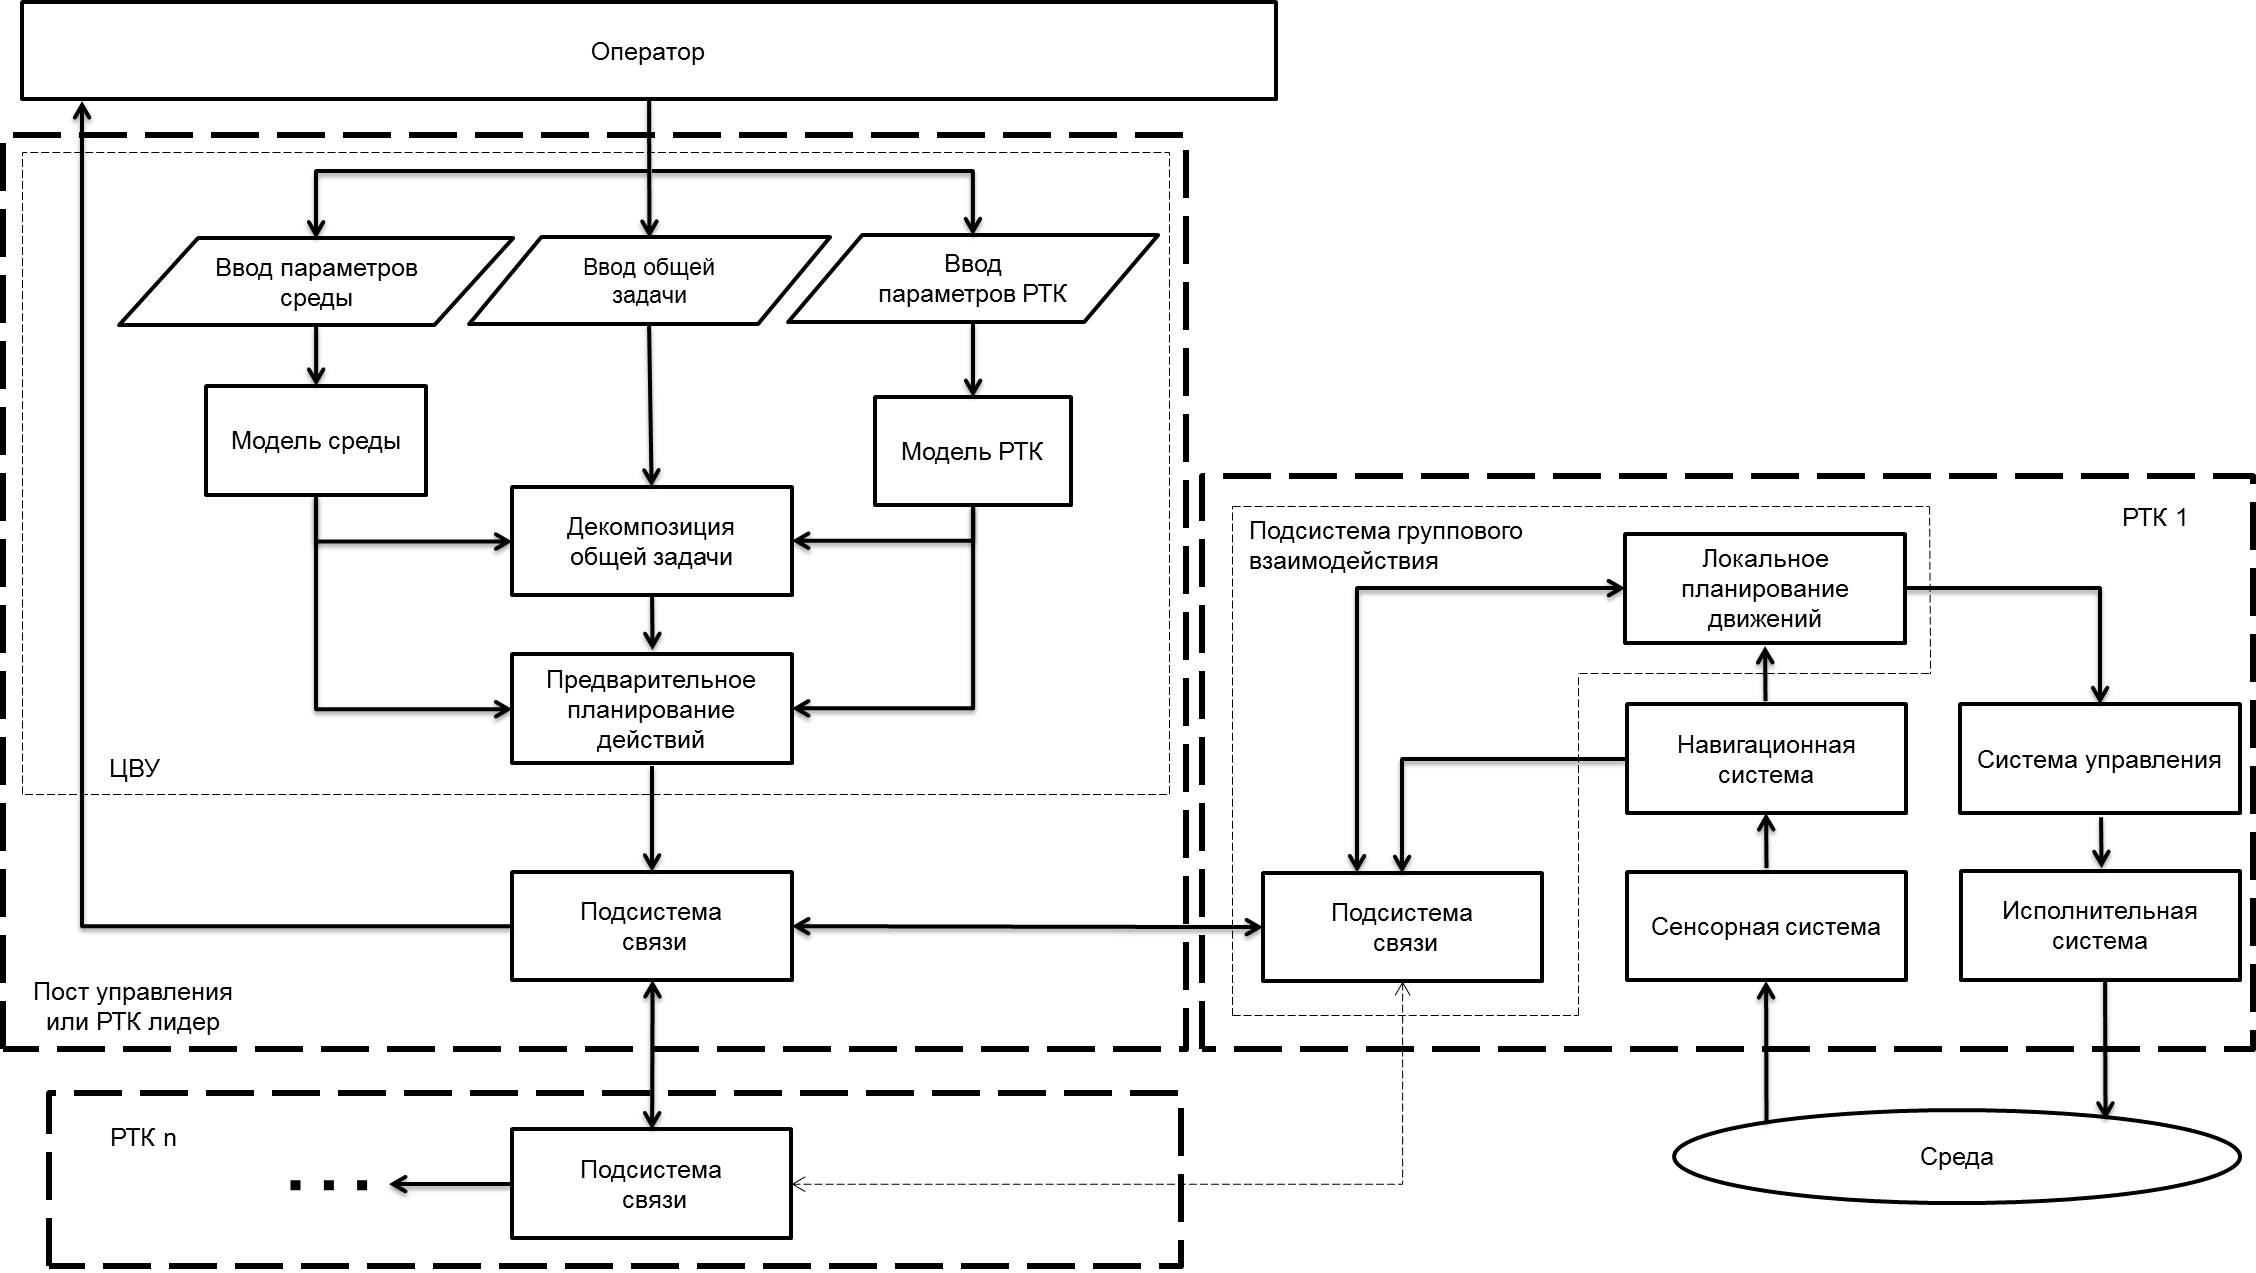 Оператор
Ввод параметров
среды
Ввод общей
задачи
Ввод
параметров РТК
Модель среды
Модель РТК
Декомпозиция
общей задачи
Предварительное
планирование
действий
ЦВУ
Подсистема
связи
Пост управления
или РТК лидер
РТК 1
Подсистема группового
взаимодействия
Локальное
планирование
движений
Навигационная
система
Система управления
Подсистема
связи
Сенсорная система
Исполнительная
система
Среда
РТК n
Подсистема
связи
. . .